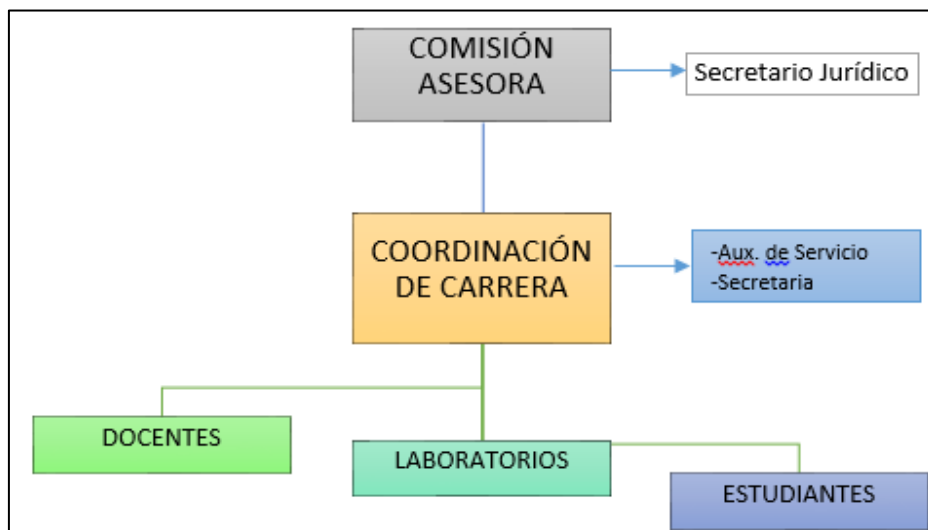 COMISIÓN
ASESORA
Secretario Jurídico
COORDINACIÓN
DE CARRERA
-Aux. de Servicio
-Secretaria
DOCENTES
LABORATORIOS
ESTUDIANTES